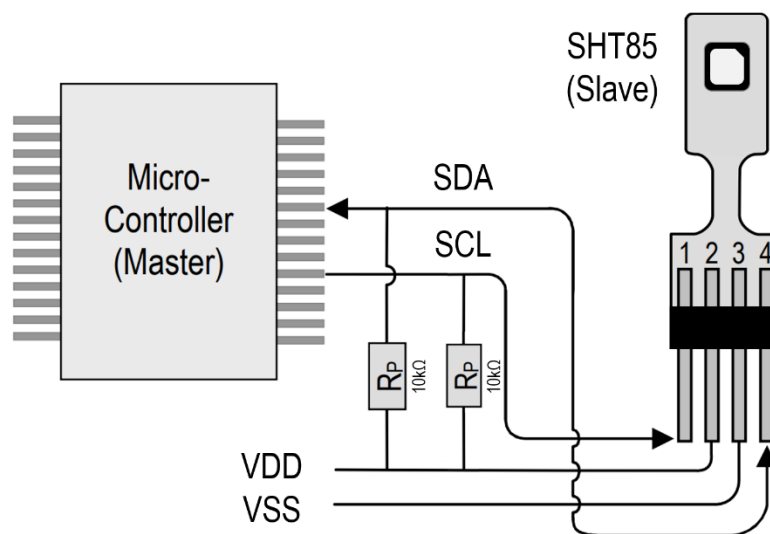 SHT85
(Slave)
Micro-
Controller
(Master)
SDA
SCL
1 2 3 4
RP 10kΩ
RP 10kΩ
VDD
VSS